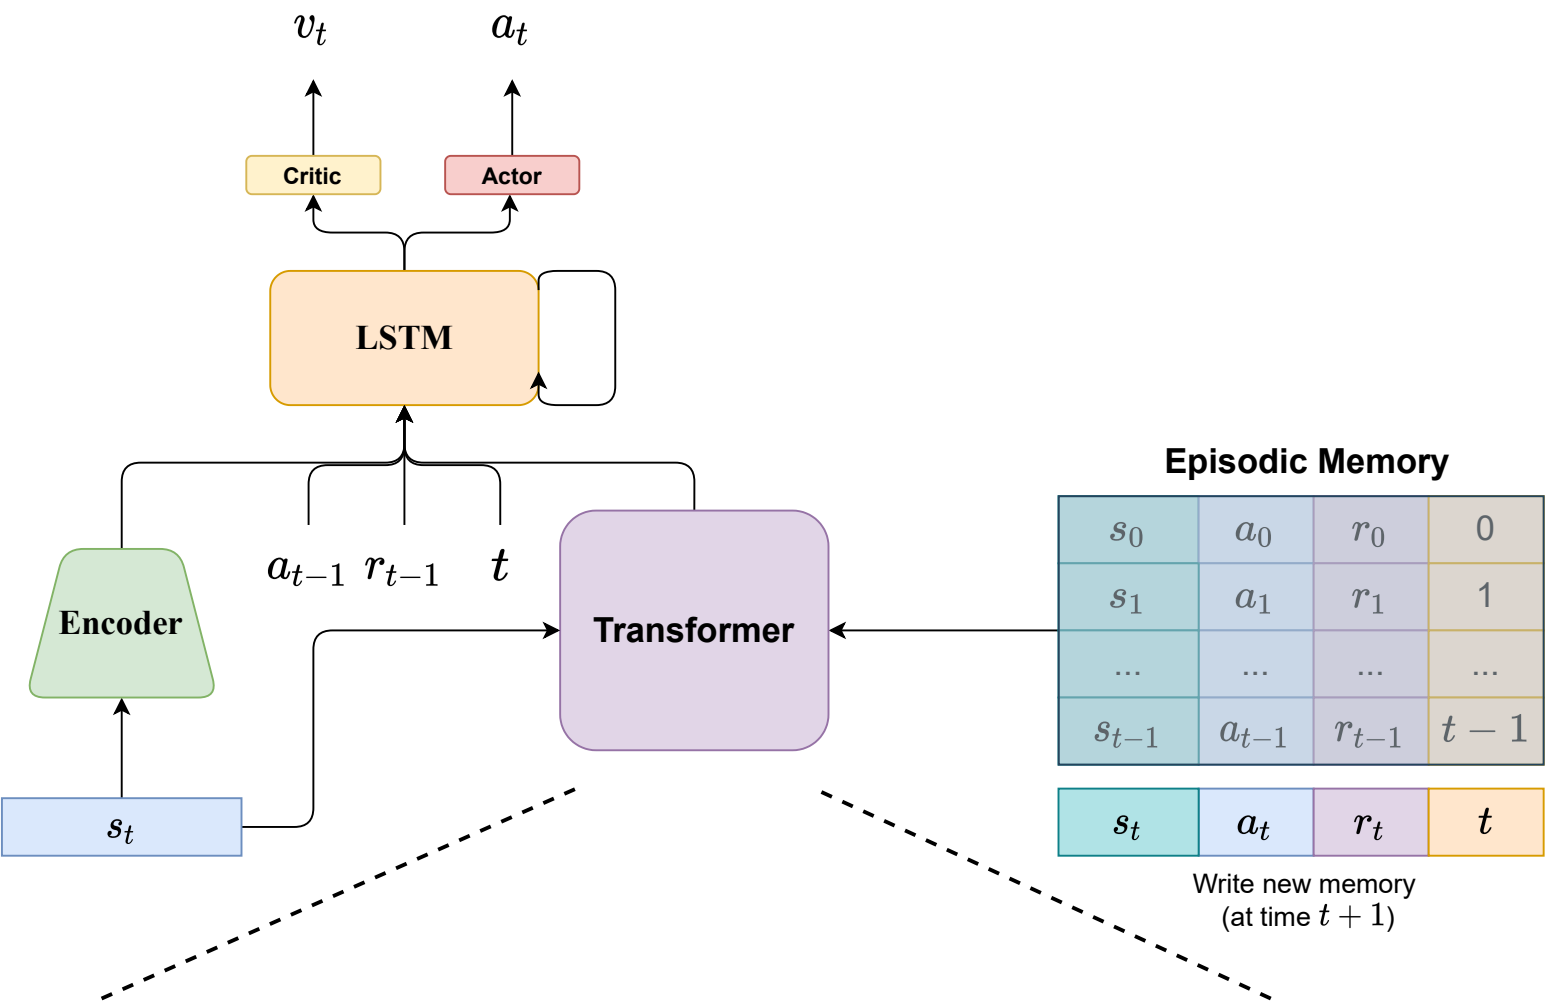 v_t a_t
Critic Actor
LSTM
Episodic Memory
s_0 a_0 r_0 0
s_1 a_1 r_1 1
... ... ... ...
s_{t-1} a_{t-1} r_{t-1} t − 1
a_{t-1} r_{t-1} t
Encoder
Transformer
s_t
s_t a_t r_t t
Write new memory
(at time t + 1)